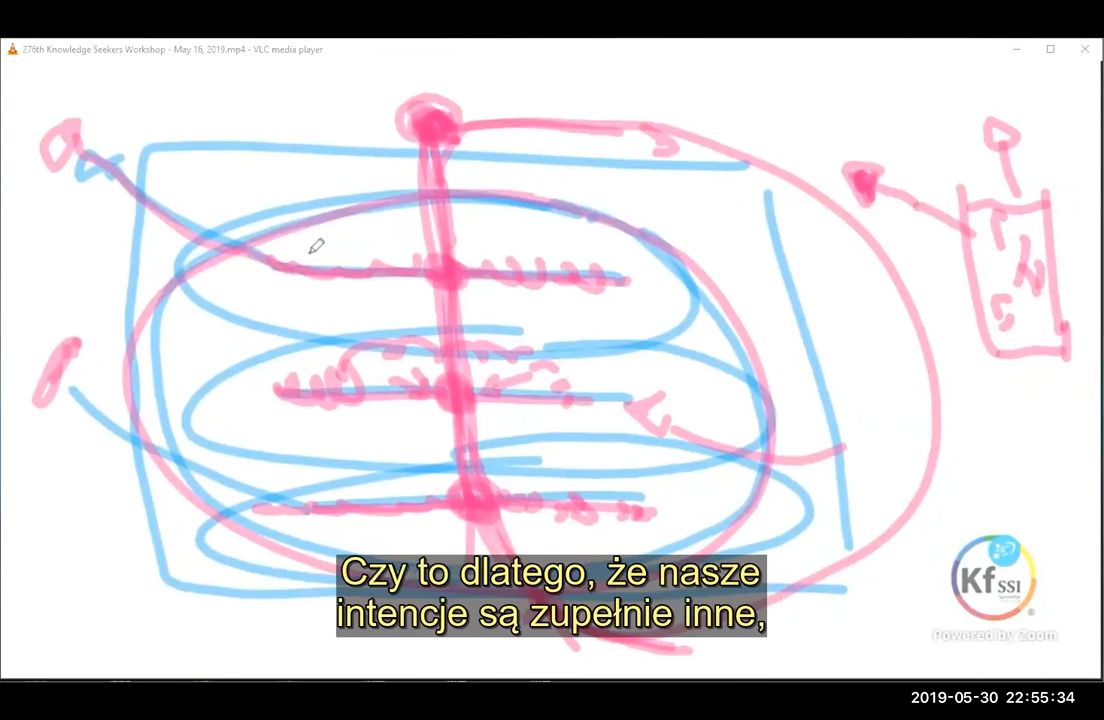 276th Knowledge Seekers Workshop - May 16, 2019.mp4 - VLC media player
Kf SSI
Powered by Zoom
Czy to dlatego, że nasze
intencje są zupełnie inne,
2019-05-30 22:55:34